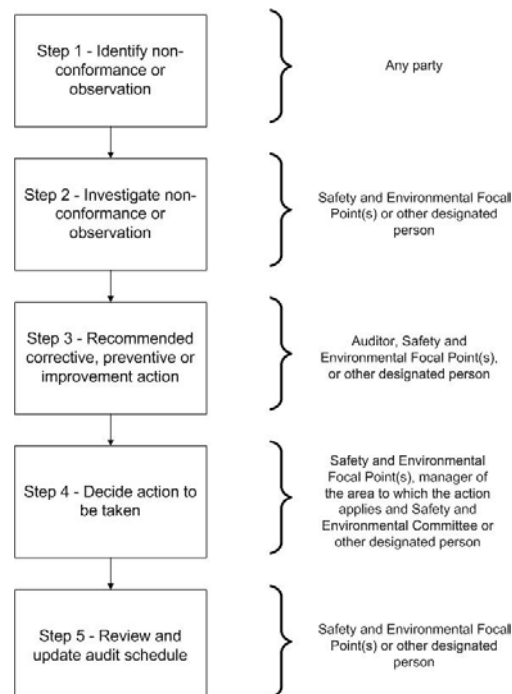 Step 1 - Identify non-
conformance or
observation
Any party
Step 2 - Investigate non-
conformance or
observation
Safety and Environmental Focal
Point(s) or other designated
person
Step 3 - Recommended
corrective, preventive or
improvement action
Auditor, Safety and
Environmental Focal Point(s),
or other designated person
Step 4 - Decide action to
be taken
Safety and Environmental
Focal Point(s), manager of
the area to which the action
applies and Safety and
Environmental Committee or
other designated person
Step 5 - Review and
update audit schedule
Safety and Environmental Focal
Point(s) or other designated
person